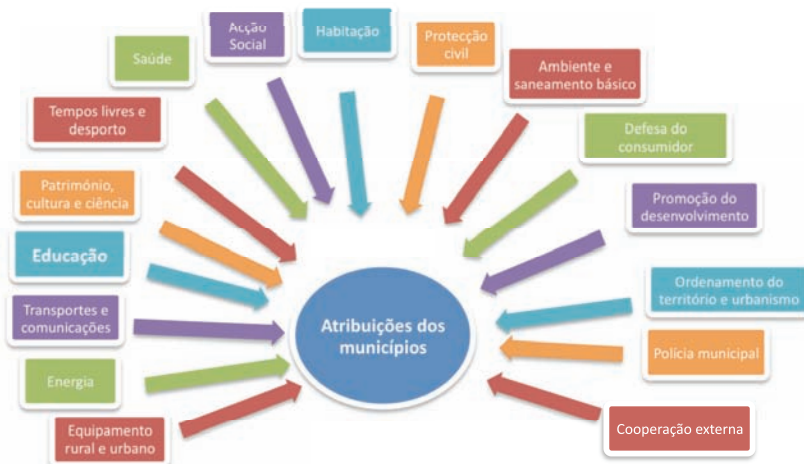 Acção
Social
Habitação
Protecção
civil
Saúde
Ambiente e
saneamento básico
Tempos livres e
desporto
Defesa do
consumidor
Património,
cultura e ciência
Promoção do
desenvolvimento
Educação
Ordenamento do
território e urbanismo
Transportes e
comunicações
Atribuições dos
municípios
Polícia municipal
Energia
Equipamento
rural e urbano
Cooperação externa